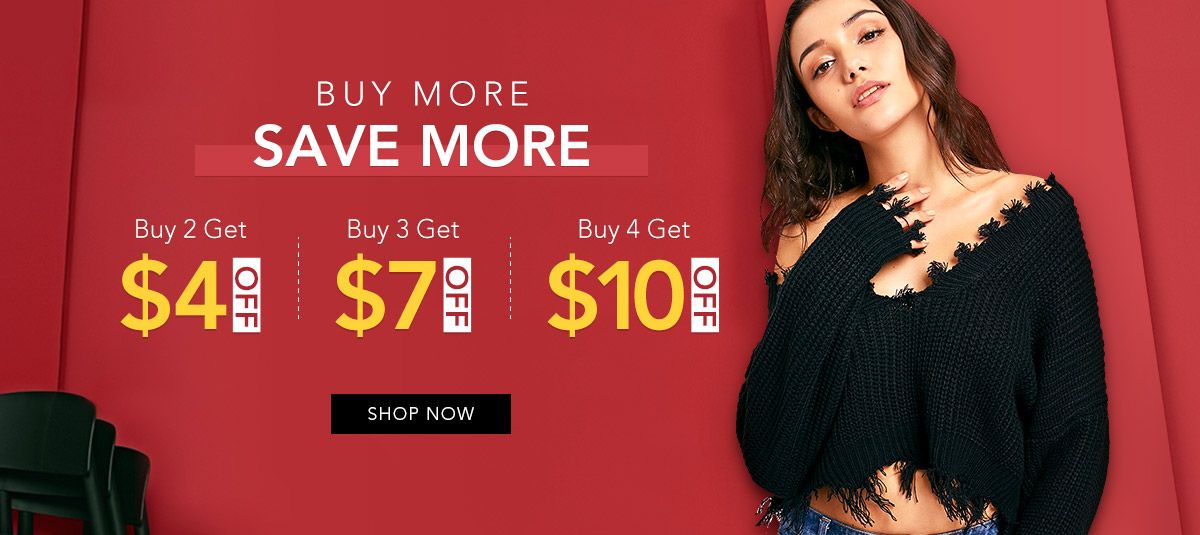 BUY MORE
SAVE MORE
Buy 2 Get
$4 OFF
Buy 3 Get
$7 OFF
Buy 4 Get
$10 OFF
SHOP NOW